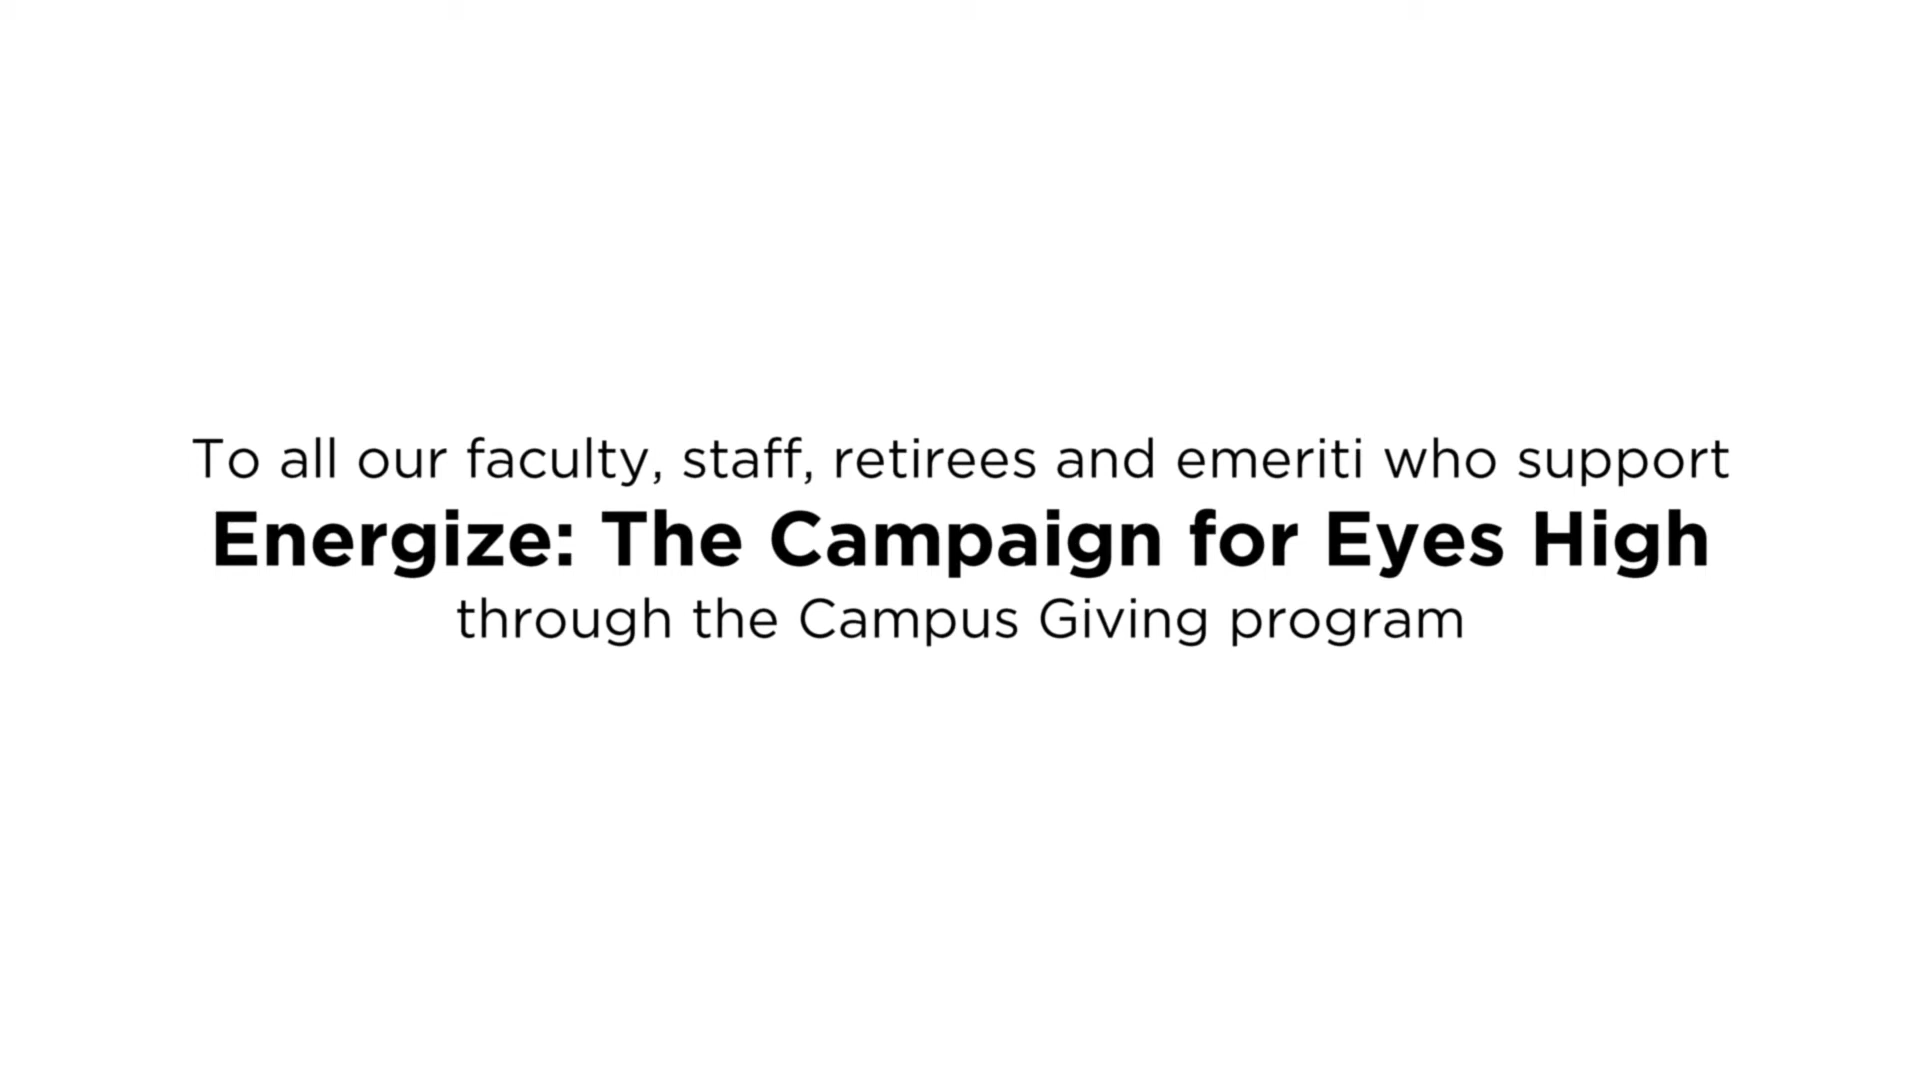 To all our faculty, staff, retirees and emeriti who support
Energize: The Campaign for Eyes High
through the Campus Giving program